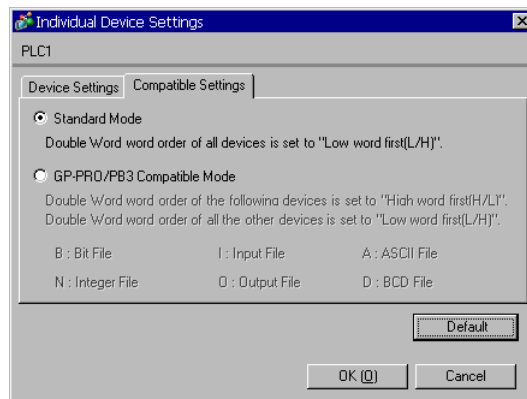 Individual Device Settings
PLC1
Device Settings Compatible Settings
Standard Mode
Double Word word order of all devices is set to "Low word first(L/H)".
GP-PRO/PB3 Compatible Mode
Double Word word order of the following devices is set to "High word first(H/L)".
Double Word word order of all the other devices is set to "Low word first(L/H)".
B : Bit File I : Input File A : ASCII File
N : Integer File O : Output File D : BCD File
Default
OK (O) Cancel